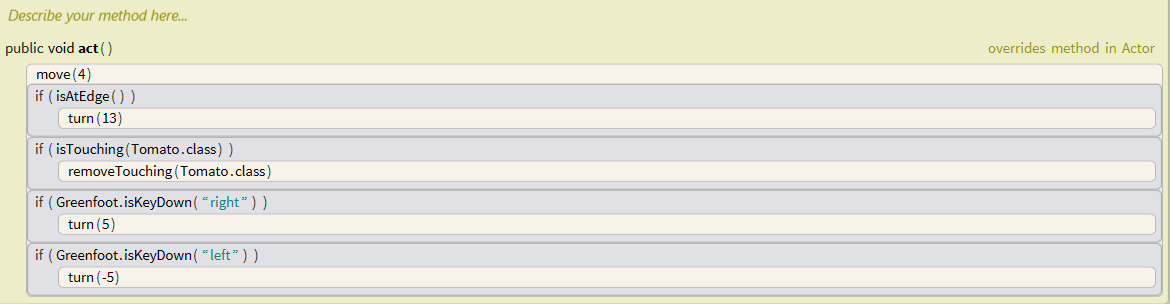 Describe your method here...
public void act() overrides method in Actor
move(4)
if ( isAtEdge( ) )
turn(13)
if ( isTouching(Tomato.class) )
removeTouching(Tomato.class)
if ( Greenfoot.isKeyDown( “right” ) )
turn(5)
if ( Greenfoot.isKeyDown( “left” ) )
turn(-5)